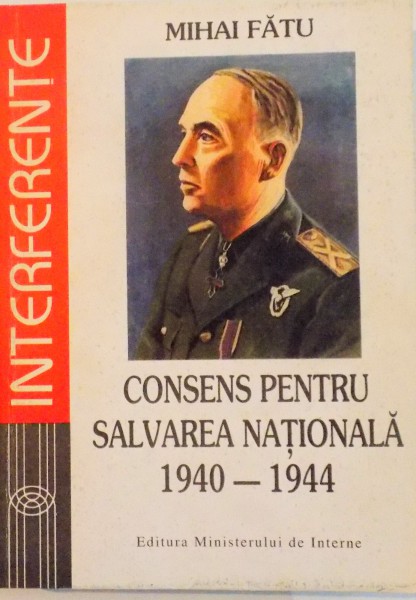 MIHAI FĂTU
INTERFERENȚE
CONSENS PENTRU
SALVAREA NAȚIONALĂ
1940 — 1944
Editura Ministerului de Interne